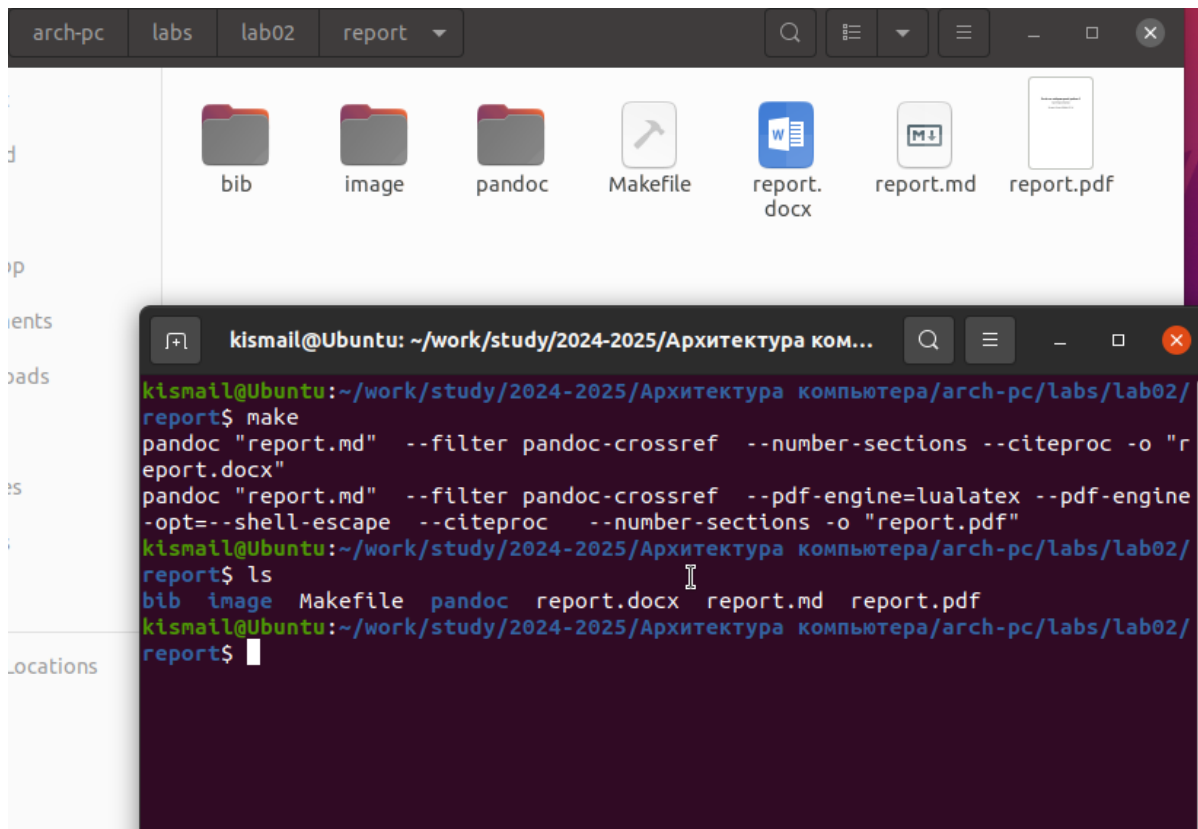 arch-pc labs lab02 report
bib image pandoc Makefile report.docx report.md report.pdf
ents
oads
Locations
kismail@Ubuntu: ~/work/study/2024-2025/Архитектура ком...
kismail@Ubuntu:~/work/study/2024-2025/Архитектура компьютера/arch-pc/labs/lab02/
report$ make
pandoc "report.md"  --filter pandoc-crossref  --number-sections --citeproc -o "r
eport.docx"
pandoc "report.md"  --filter pandoc-crossref  --pdf-engine=lualatex --pdf-engine
-opt=--shell-escape  --citeproc   --number-sections -o "report.pdf"
kismail@Ubuntu:~/work/study/2024-2025/Архитектура компьютера/arch-pc/labs/lab02/
report$ ls
bib  image  Makefile  pandoc  report.docx  report.md  report.pdf
kismail@Ubuntu:~/work/study/2024-2025/Архитектура компьютера/arch-pc/labs/lab02/
report$